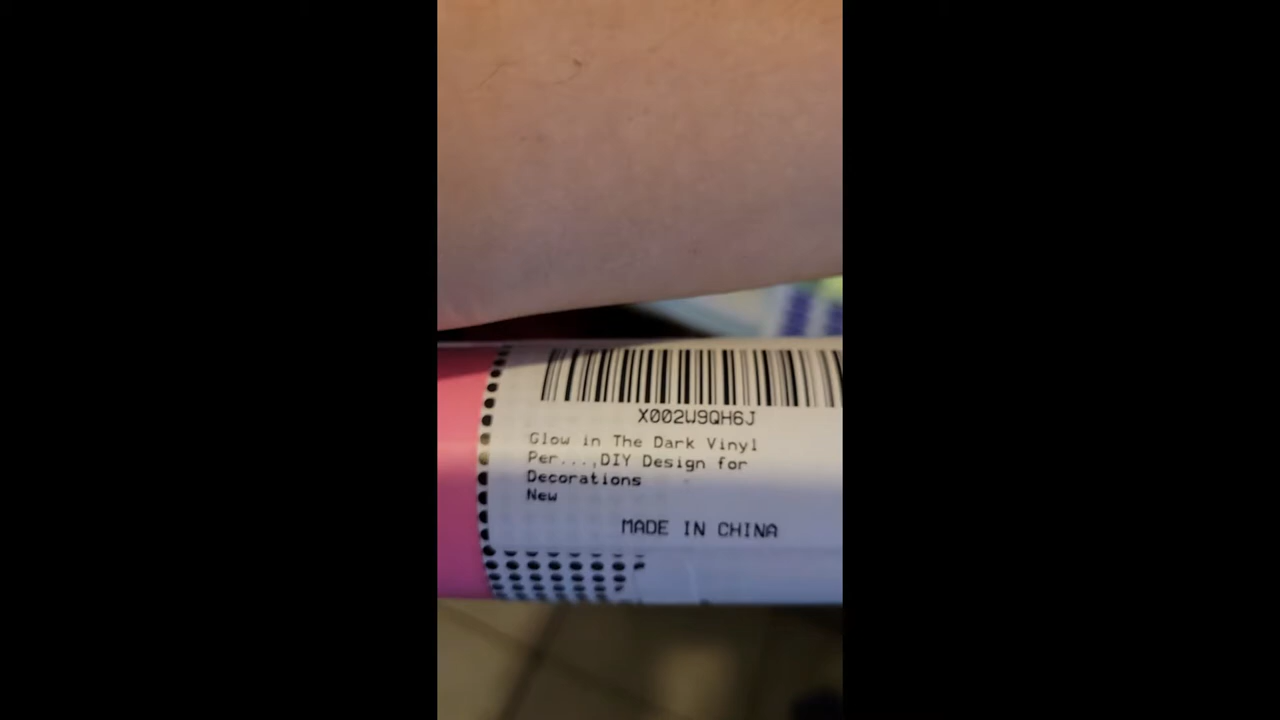 X002W9QH6J
Glow in The Dark Vinyl
Per...,DIY Design for
Decorations
New
MADE IN CHINA